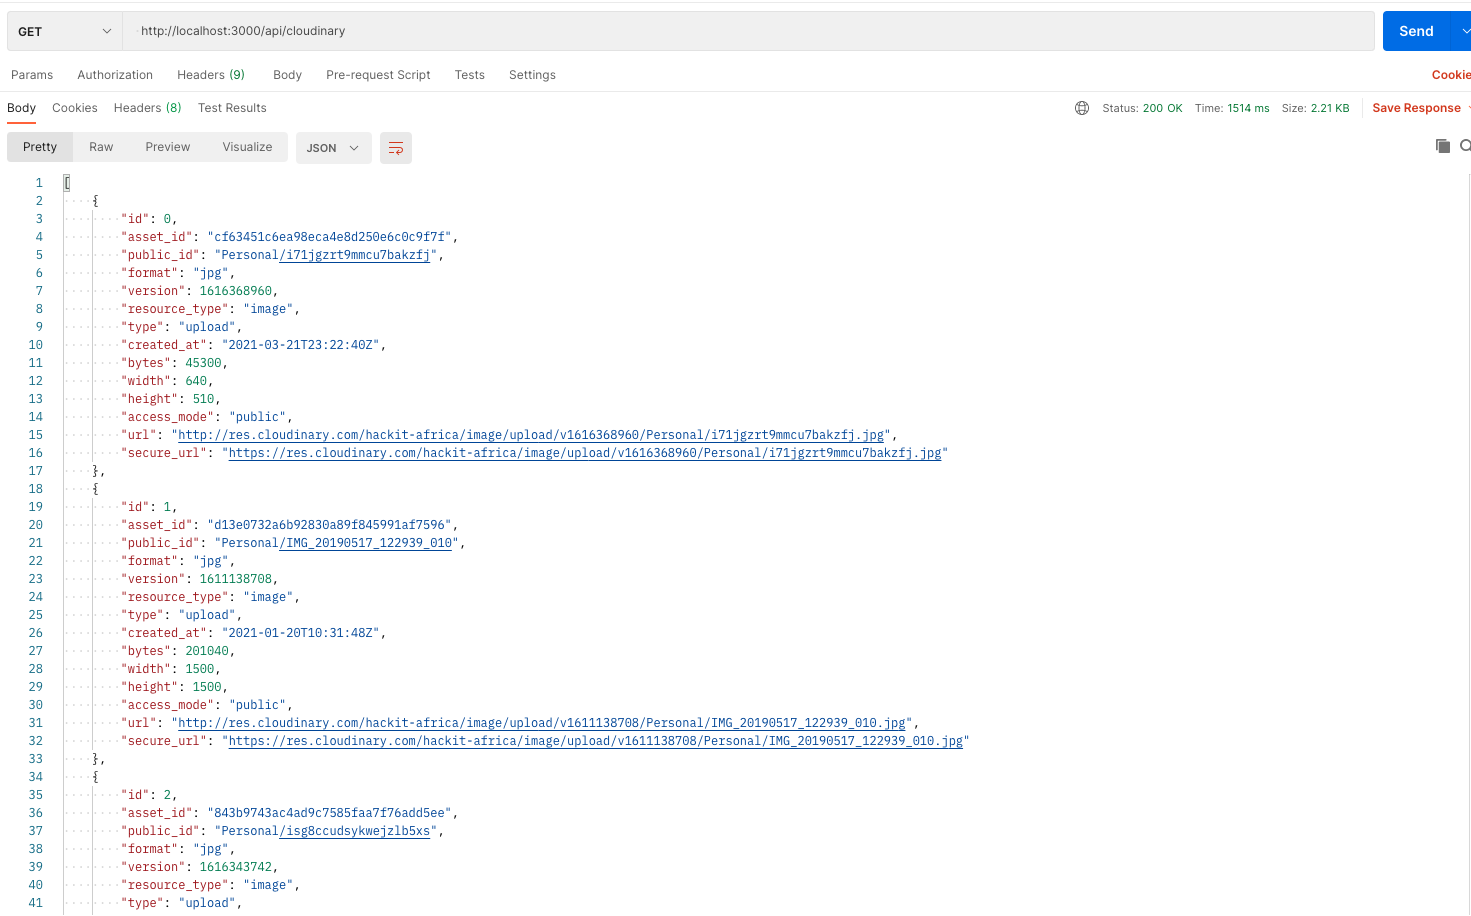 GET http://localhost:3000/api/cloudinary Send
Params Authorization Headers (9) Body Pre-request Script Tests Settings Cookie
Body Cookies Headers (8) Test Results Status: 200 OK Time: 1514 ms Size: 2.21 KB Save Response
Pretty Raw Preview Visualize JSON
1 [
2 {
3 "id": 0,
4 "asset_id": "cf63451c6ea98eca4e8d250e6c0c9f7f",
5 "public_id": "Personal/i71jgzrt9mmcu7bakzfj",
6 "format": "jpg",
7 "version": 1616368960,
8 "resource_type": "image",
9 "type": "upload",
10 "created_at": "2021-03-21T23:22:40Z",
11 "bytes": 45300,
12 "width": 640,
13 "height": 510,
14 "access_mode": "public",
15 "url": "http://res.cloudinary.com/hackit-africa/image/upload/v1616368960/Personal/i71jgzrt9mmcu7bakzfj.jpg",
16 "secure_url": "https://res.cloudinary.com/hackit-africa/image/upload/v1616368960/Personal/i71jgzrt9mmcu7bakzfj.jpg"
17 },
18 {
19 "id": 1,
20 "asset_id": "d13e0732a6b92830a89f845991af7596",
21 "public_id": "Personal/IMG_20190517_122939_010",
22 "format": "jpg",
23 "version": 1611138708,
24 "resource_type": "image",
25 "type": "upload",
26 "created_at": "2021-01-20T10:31:48Z",
27 "bytes": 201040,
28 "width": 1500,
29 "height": 1500,
30 "access_mode": "public",
31 "url": "http://res.cloudinary.com/hackit-africa/image/upload/v1611138708/Personal/IMG_20190517_122939_010.jpg",
32 "secure_url": "https://res.cloudinary.com/hackit-africa/image/upload/v1611138708/Personal/IMG_20190517_122939_010.jpg"
33 },
34 {
35 "id": 2,
36 "asset_id": "843b9743ac4ad9c7585faa7f76add5ee",
37 "public_id": "Personal/isg8ccudsykwejzlb5xs",
38 "format": "jpg",
39 "version": 1616343742,
40 "resource_type": "image",
41 "type": "upload",